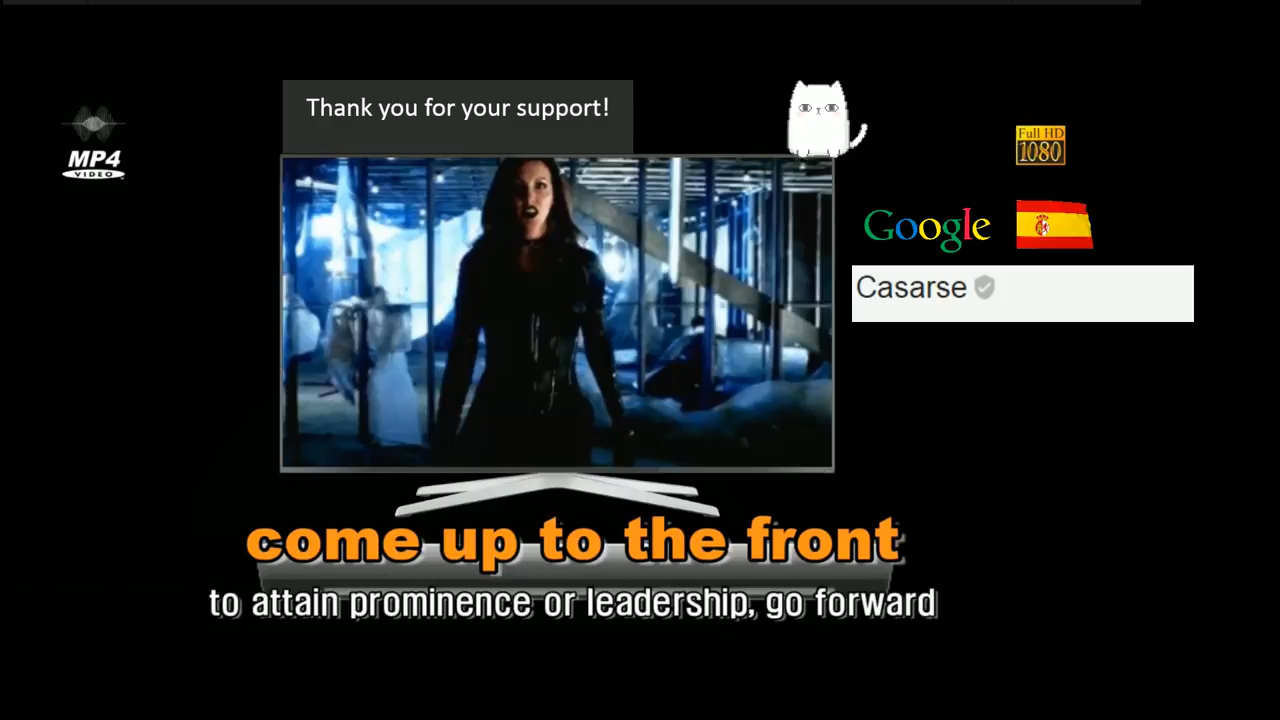 Thank you for your support!
MP4
VIDEO
Full HD
1080
Google
Casarse
come up to the front
to attain prominence or leadership, go forward